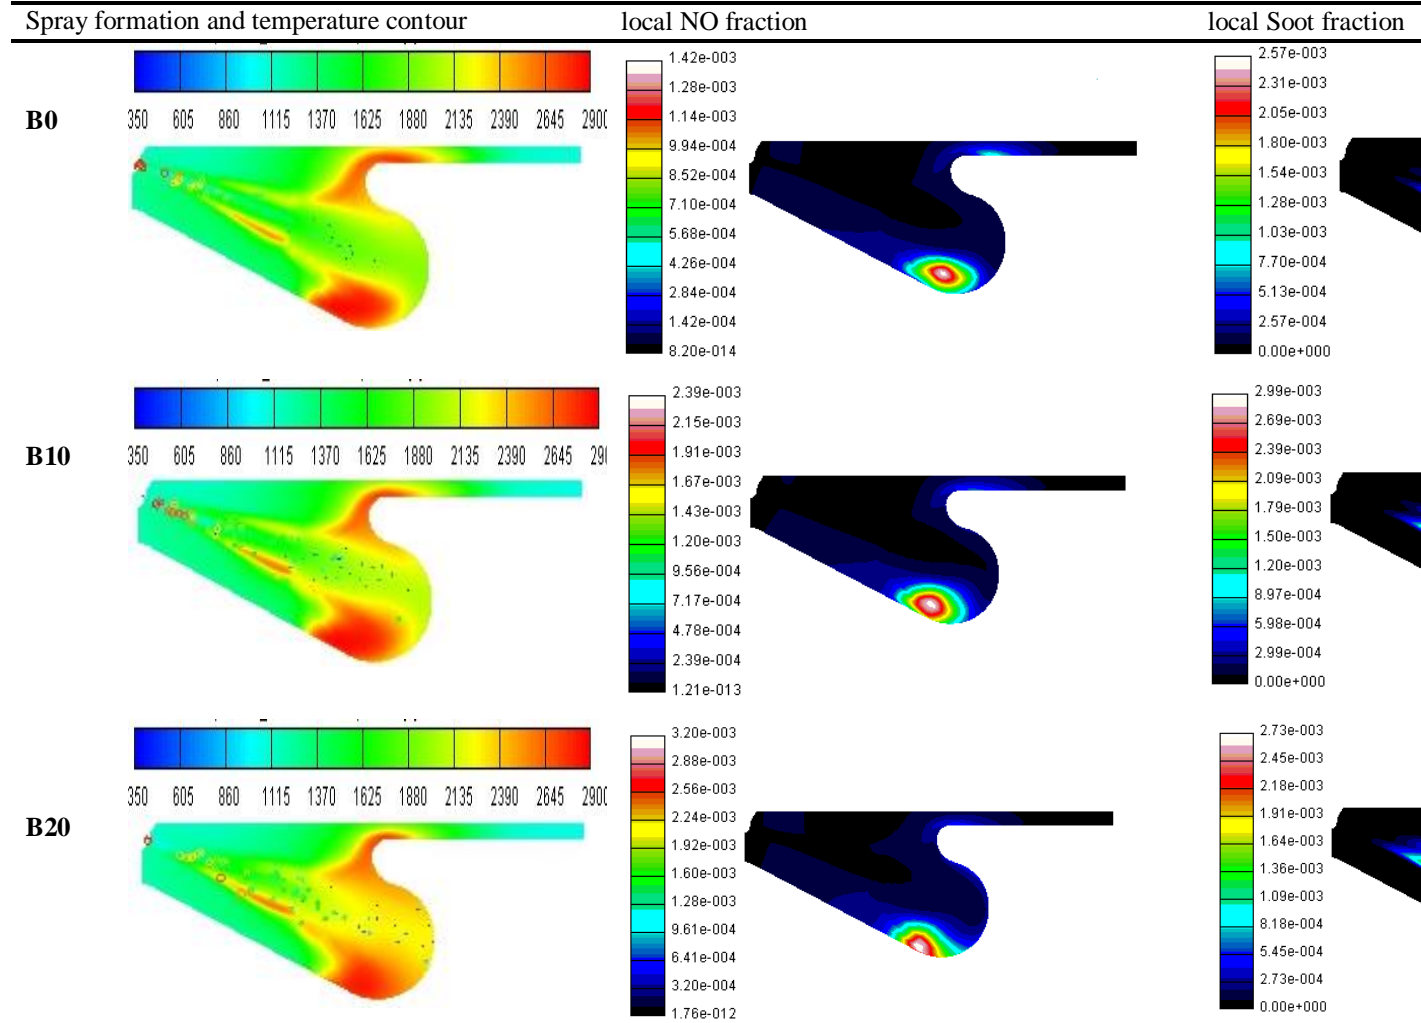 Spray formation and temperature contour local NO fraction local Soot fraction
B0
350 605 860 1115 1370 1625 1880 2135 2390 2645 2900
1.42e-003
1.28e-003
1.14e-003
9.94e-004
8.52e-004
7.10e-004
5.68e-004
4.26e-004
2.84e-004
1.42e-004
8.20e-014
2.57e-003
2.31e-003
2.05e-003
1.80e-003
1.54e-003
1.28e-003
1.03e-003
7.70e-004
5.13e-004
2.57e-004
0.00e+000
B10
350 605 860 1115 1370 1625 1880 2135 2390 2645 290
2.39e-003
2.15e-003
1.91e-003
1.67e-003
1.43e-003
1.20e-003
9.56e-004
7.17e-004
4.78e-004
2.39e-004
1.21e-013
2.99e-003
2.69e-003
2.39e-003
2.09e-003
1.79e-003
1.50e-003
1.20e-003
8.97e-004
5.98e-004
2.99e-004
0.00e+000
B20
350 605 860 1115 1370 1625 1880 2135 2390 2645 2900
3.20e-003
2.88e-003
2.56e-003
2.24e-003
1.92e-003
1.60e-003
1.28e-003
9.61e-004
6.41e-004
3.20e-004
1.76e-012
2.73e-003
2.45e-003
2.18e-003
1.91e-003
1.64e-003
1.36e-003
1.09e-003
8.18e-004
5.45e-004
2.73e-004
0.00e+000